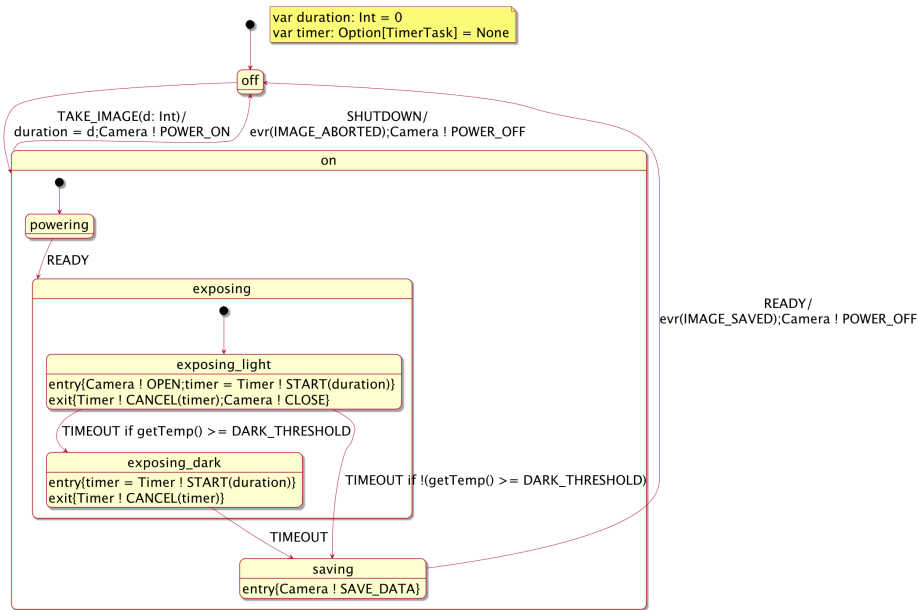 var duration: Int = 0
var timer: Option[TimerTask] = None
off
TAKE_IMAGE(d: Int)/
duration = d;Camera ! POWER_ON
SHUTDOWN/
evr(IMAGE_ABORTED);Camera ! POWER_OFF
on
powering
READY
exposing
READY/
evr(IMAGE_SAVED);Camera ! POWER_OFF
exposing_light
entry{Camera ! OPEN;timer = Timer ! START(duration)}
exit{Timer ! CANCEL(timer);Camera ! CLOSE}
TIMEOUT if getTemp() >= DARK_THRESHOLD
exposing_dark
entry{timer = Timer ! START(duration)}
exit{Timer ! CANCEL(timer)}
TIMEOUT if !(getTemp() >= DARK_THRESHOLD)
TIMEOUT
saving
entry{Camera ! SAVE_DATA}